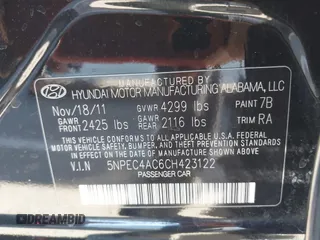 HYUNDAI MOTOR MANUFACTURING ALABAMA, LLC
Nov/18/11 GVWR 4299 lbs PAINT 7B
GAWR FRONT 2425 lbs GAWR REAR 2116 lbs TRIM RA
THIS VEHICLE CONFORMS TO ALL APPLICABLE FEDERAL MOTOR VEHICLE SAFETY, BUMPER, AND THEFT PREVENTION STANDARDS IN EFFECT ON THE DATE OF MANUFACTURE SHOWN ABOVE.
V.I.N 5NPEC4AC6CH423122
PASSENGER CAR
DREAMBID